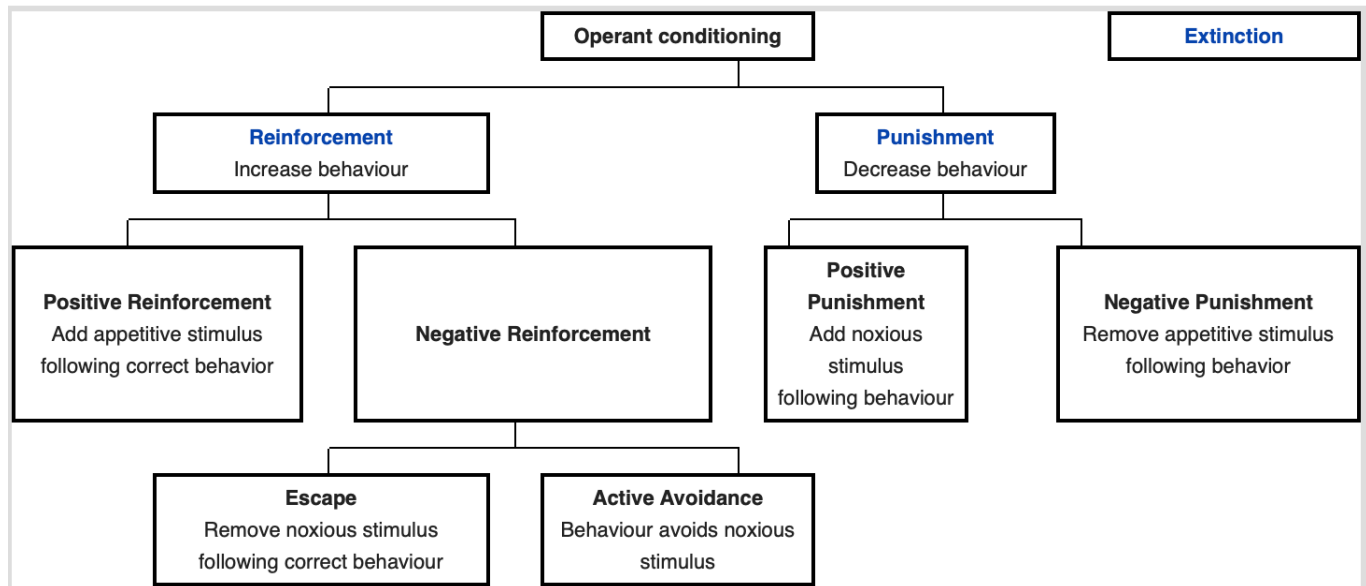 Operant conditioning
Extinction
Reinforcement
Increase behaviour
Punishment
Decrease behaviour
Positive Reinforcement
Add appetitive stimulus
following correct behavior
Negative Reinforcement
Positive
Punishment
Add noxious
stimulus
following behaviour
Negative Punishment
Remove appetitive stimulus
following behavior
Escape
Remove noxious stimulus
following correct behaviour
Active Avoidance
Behaviour avoids noxious
stimulus